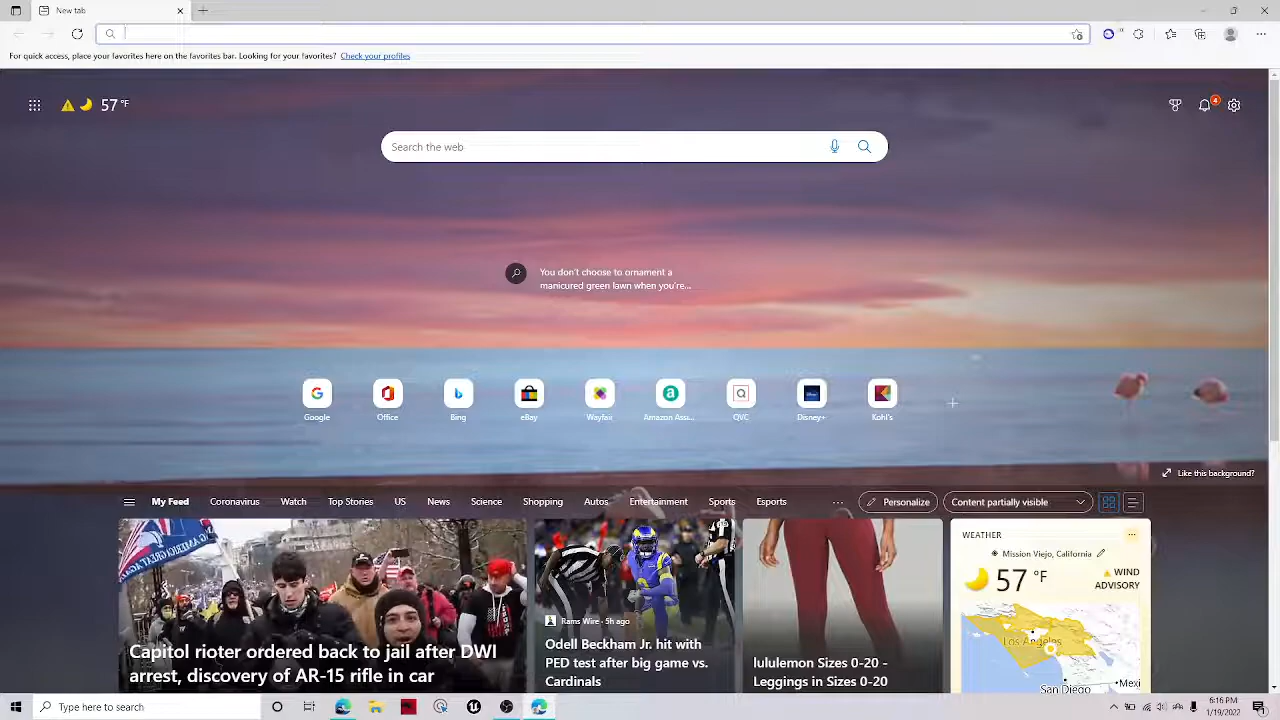 New tab
For quick access, place your favorites here on the favorites bar. Looking for your favorites? Check your profiles
57 °F
4
Search the web
You don't choose to ornament a
manicured green lawn when you're...
Google
Office
Bing
eBay
Wayfair
Amazon Assi...
QVC
Disney+
Kohl's
Like this background?
My Feed
Coronavirus
Watch
Top Stories
US
News
Science
Shopping
Autos
Entertainment
Sports
Esports
...
Personalize
Content partially visible
Capitol rioter ordered back to jail after DWI
arrest, discovery of AR-15 rifle in car
Rams Wire · 5h ago
Odell Beckham Jr. hit with
PED test after big game vs.
Cardinals
lululemon Sizes 0-20 -
Leggings in Sizes 0-20
WEATHER
Mission Viejo, California
57 °F
WIND
ADVISORY
Los Angeles
San Diego
Mexi
Type here to search
6:16 PM
1/19/2022